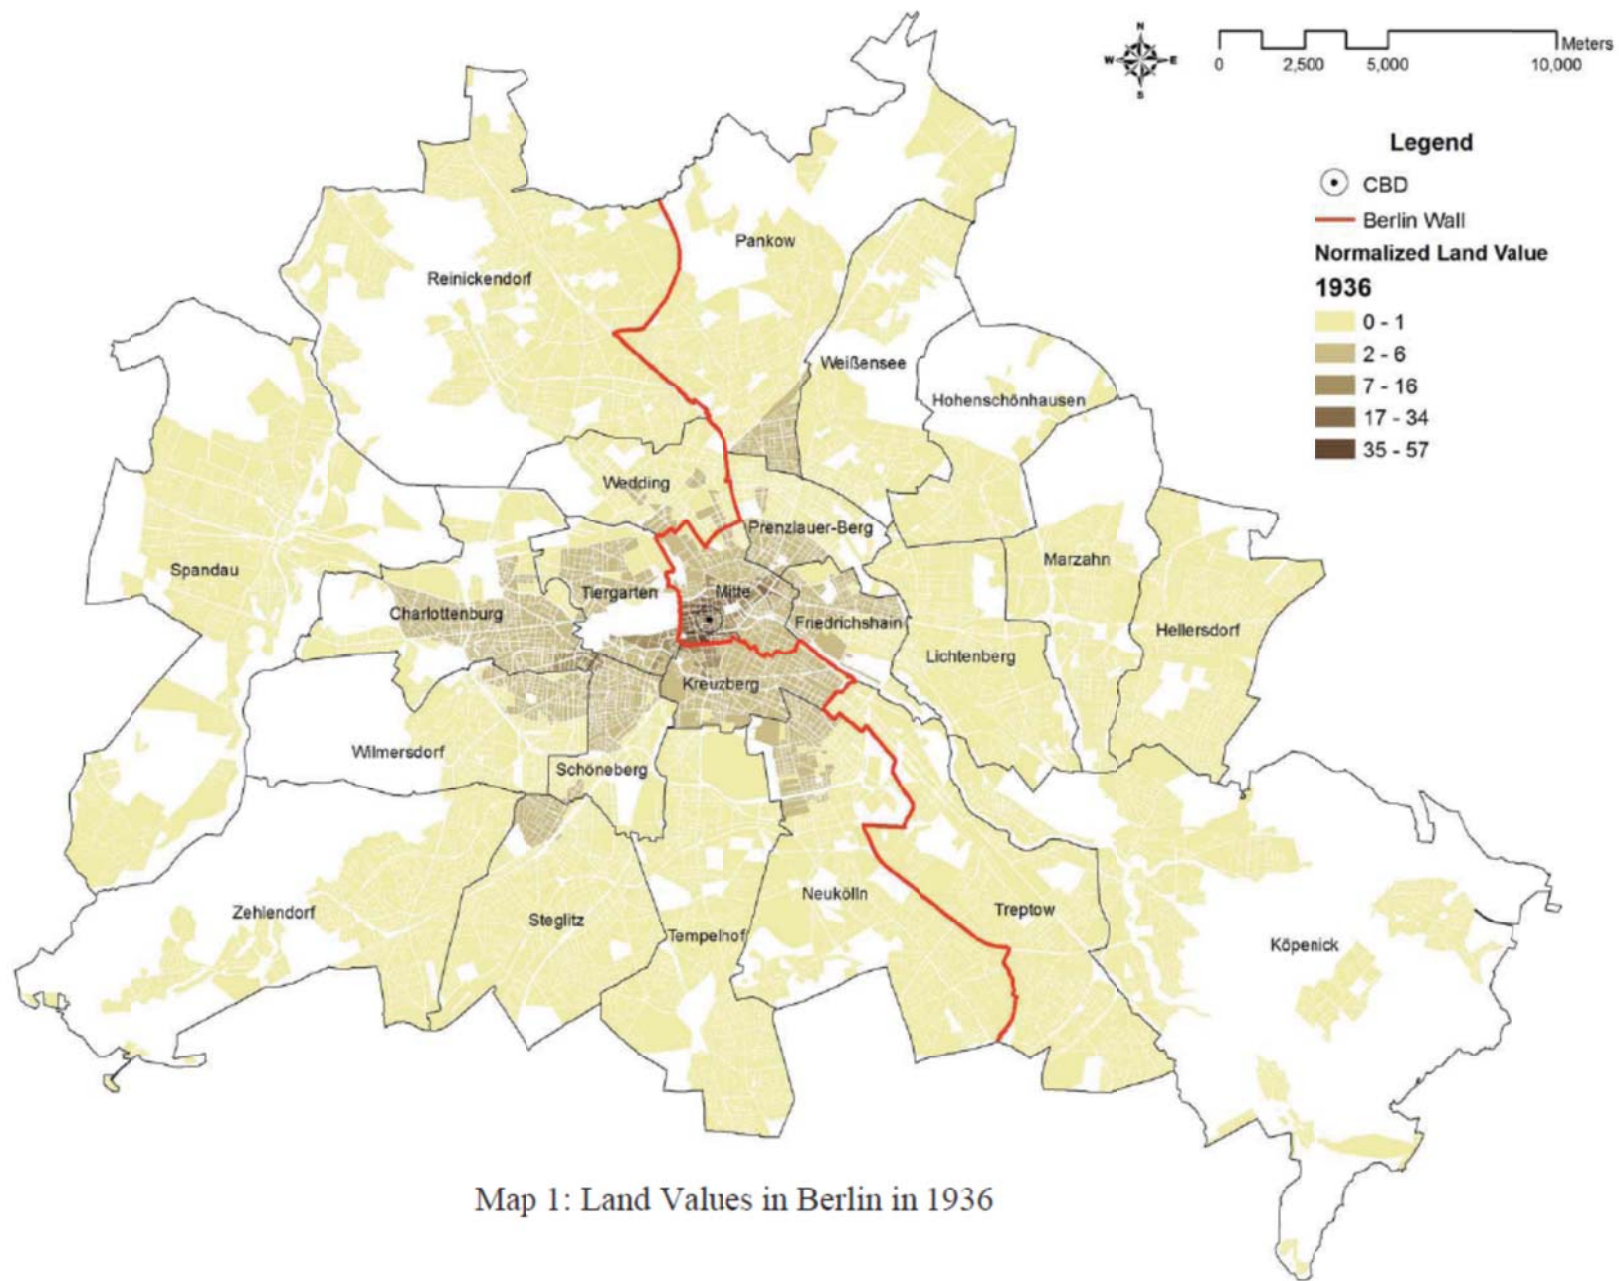 N
W E
S
Meters
0 2,500 5,000 10,000
Legend
CBD
Berlin Wall
Normalized Land Value
1936
0 - 1
2 - 6
7 - 16
17 - 34
35 - 57
Pankow
Reinickendorf
Weißensee
Hohenschönhausen
Wedding
Prenzlauer-Berg
Marzahn
Spandau
Tiergarten
Mitte
Charlottenburg
Friedrichshain
Hellersdorf
Lichtenberg
Kreuzberg
Wilmersdorf
Schöneberg
Neukölln
Zehlendorf
Steglitz
Treptow
Tempelhof
Köpenick
Map 1: Land Values in Berlin in 1936